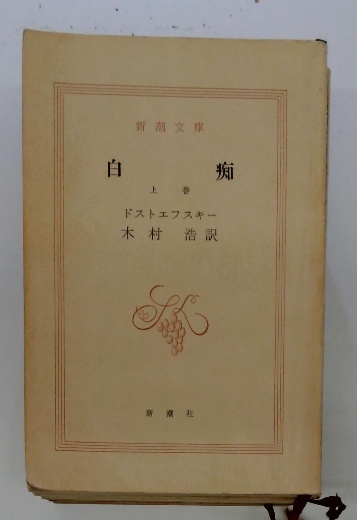 新潮文庫
白痴
上巻
ドストエフスキー
木村 浩訳
新潮社